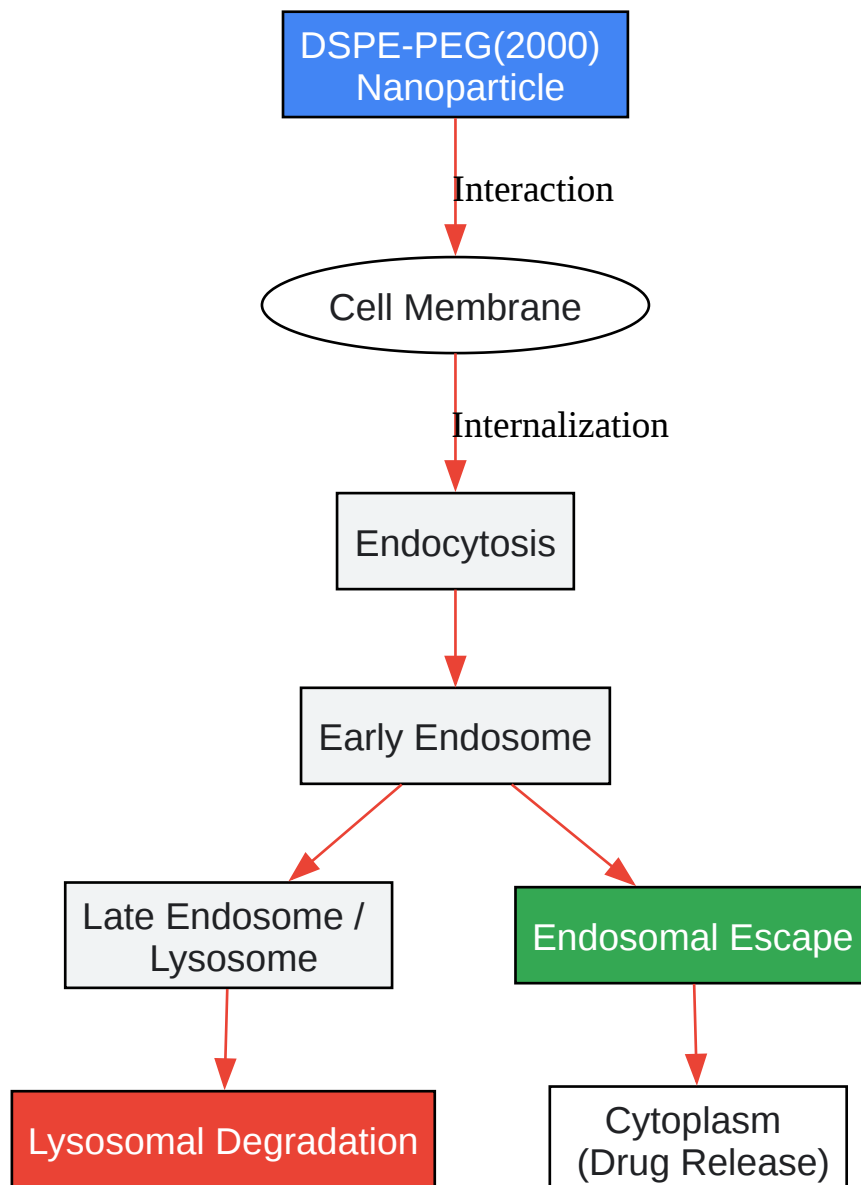 DSPE-PEG(2000)
Nanoparticle
Interaction
Cell Membrane
Internalization
Endocytosis
Early Endosome
Late Endosome /
Lysosome
Endosomal Escape
Lysosomal Degradation
Cytoplasm
(Drug Release)